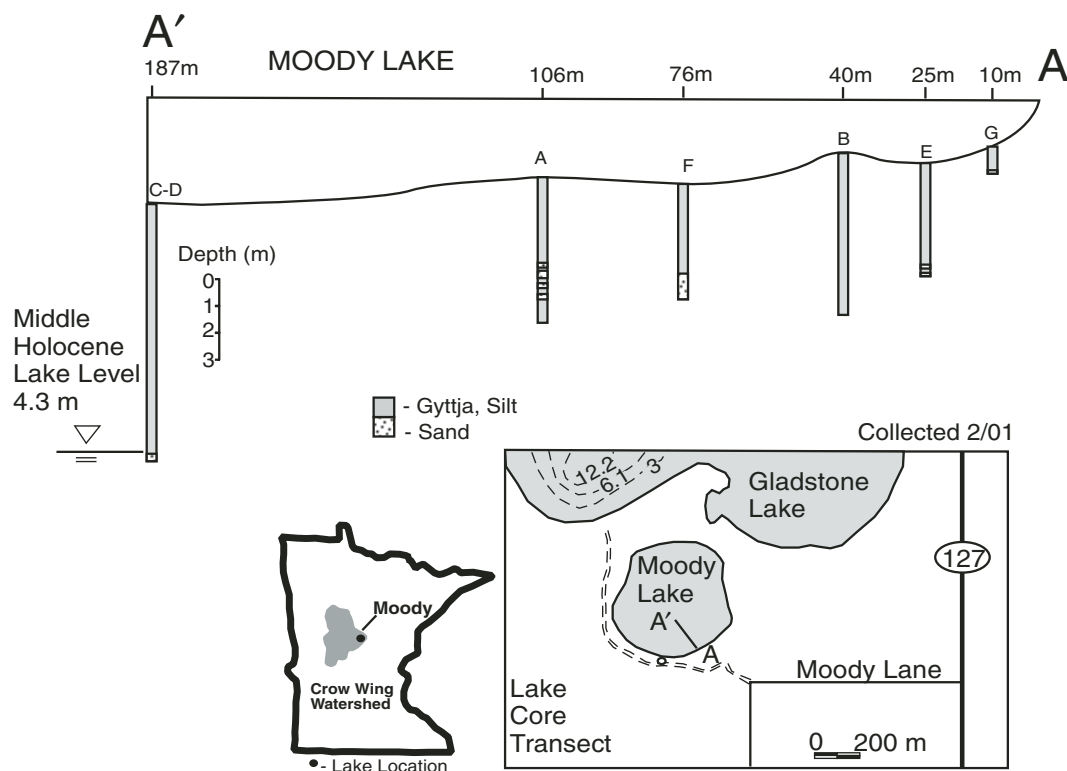 A′
MOODY LAKE
A
187m
106m
76m
40m
25m
10m
C-D
A
F
B
E
G
Depth (m)
0
1
2
3
Middle
Holocene
Lake Level
4.3 m
- Gyttja, Silt
- Sand
Collected 2/01
12.2
6.1
3
Gladstone
Lake
127
Moody
Lake
A′
A
Moody Lane
Lake
Core
Transect
0 200 m
Moody
Crow Wing
Watershed
- Lake Location